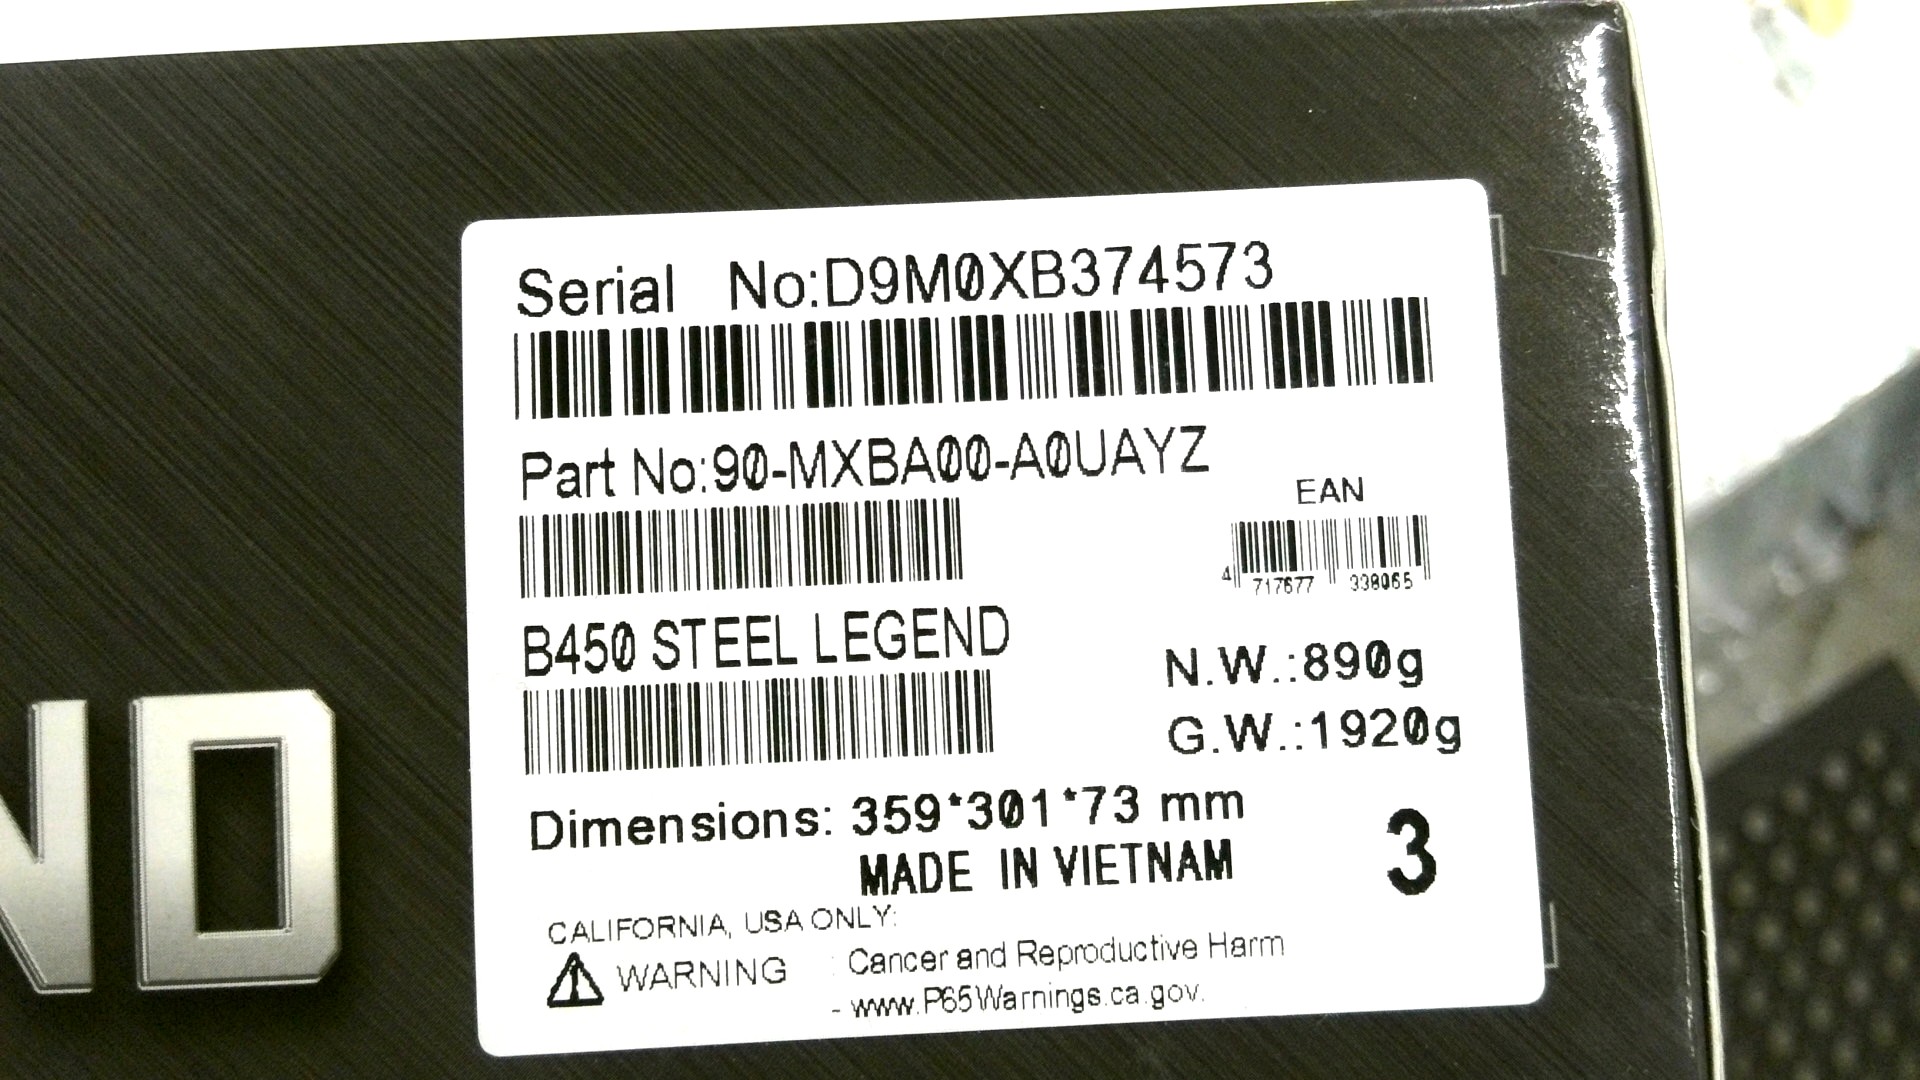 Serial No:D9M0XB374573
Part No:90-MXBA00-A0UAYZ
EAN
4 717677 338065
B450 STEEL LEGEND
N.W.:890g
G.W.:1920g
ND
Dimensions: 359*301*73 mm
MADE IN VIETNAM
3
CALIFORNIA, USA ONLY:
WARNING : Cancer and Reproductive Harm
- www.P65Warnings.ca.gov.